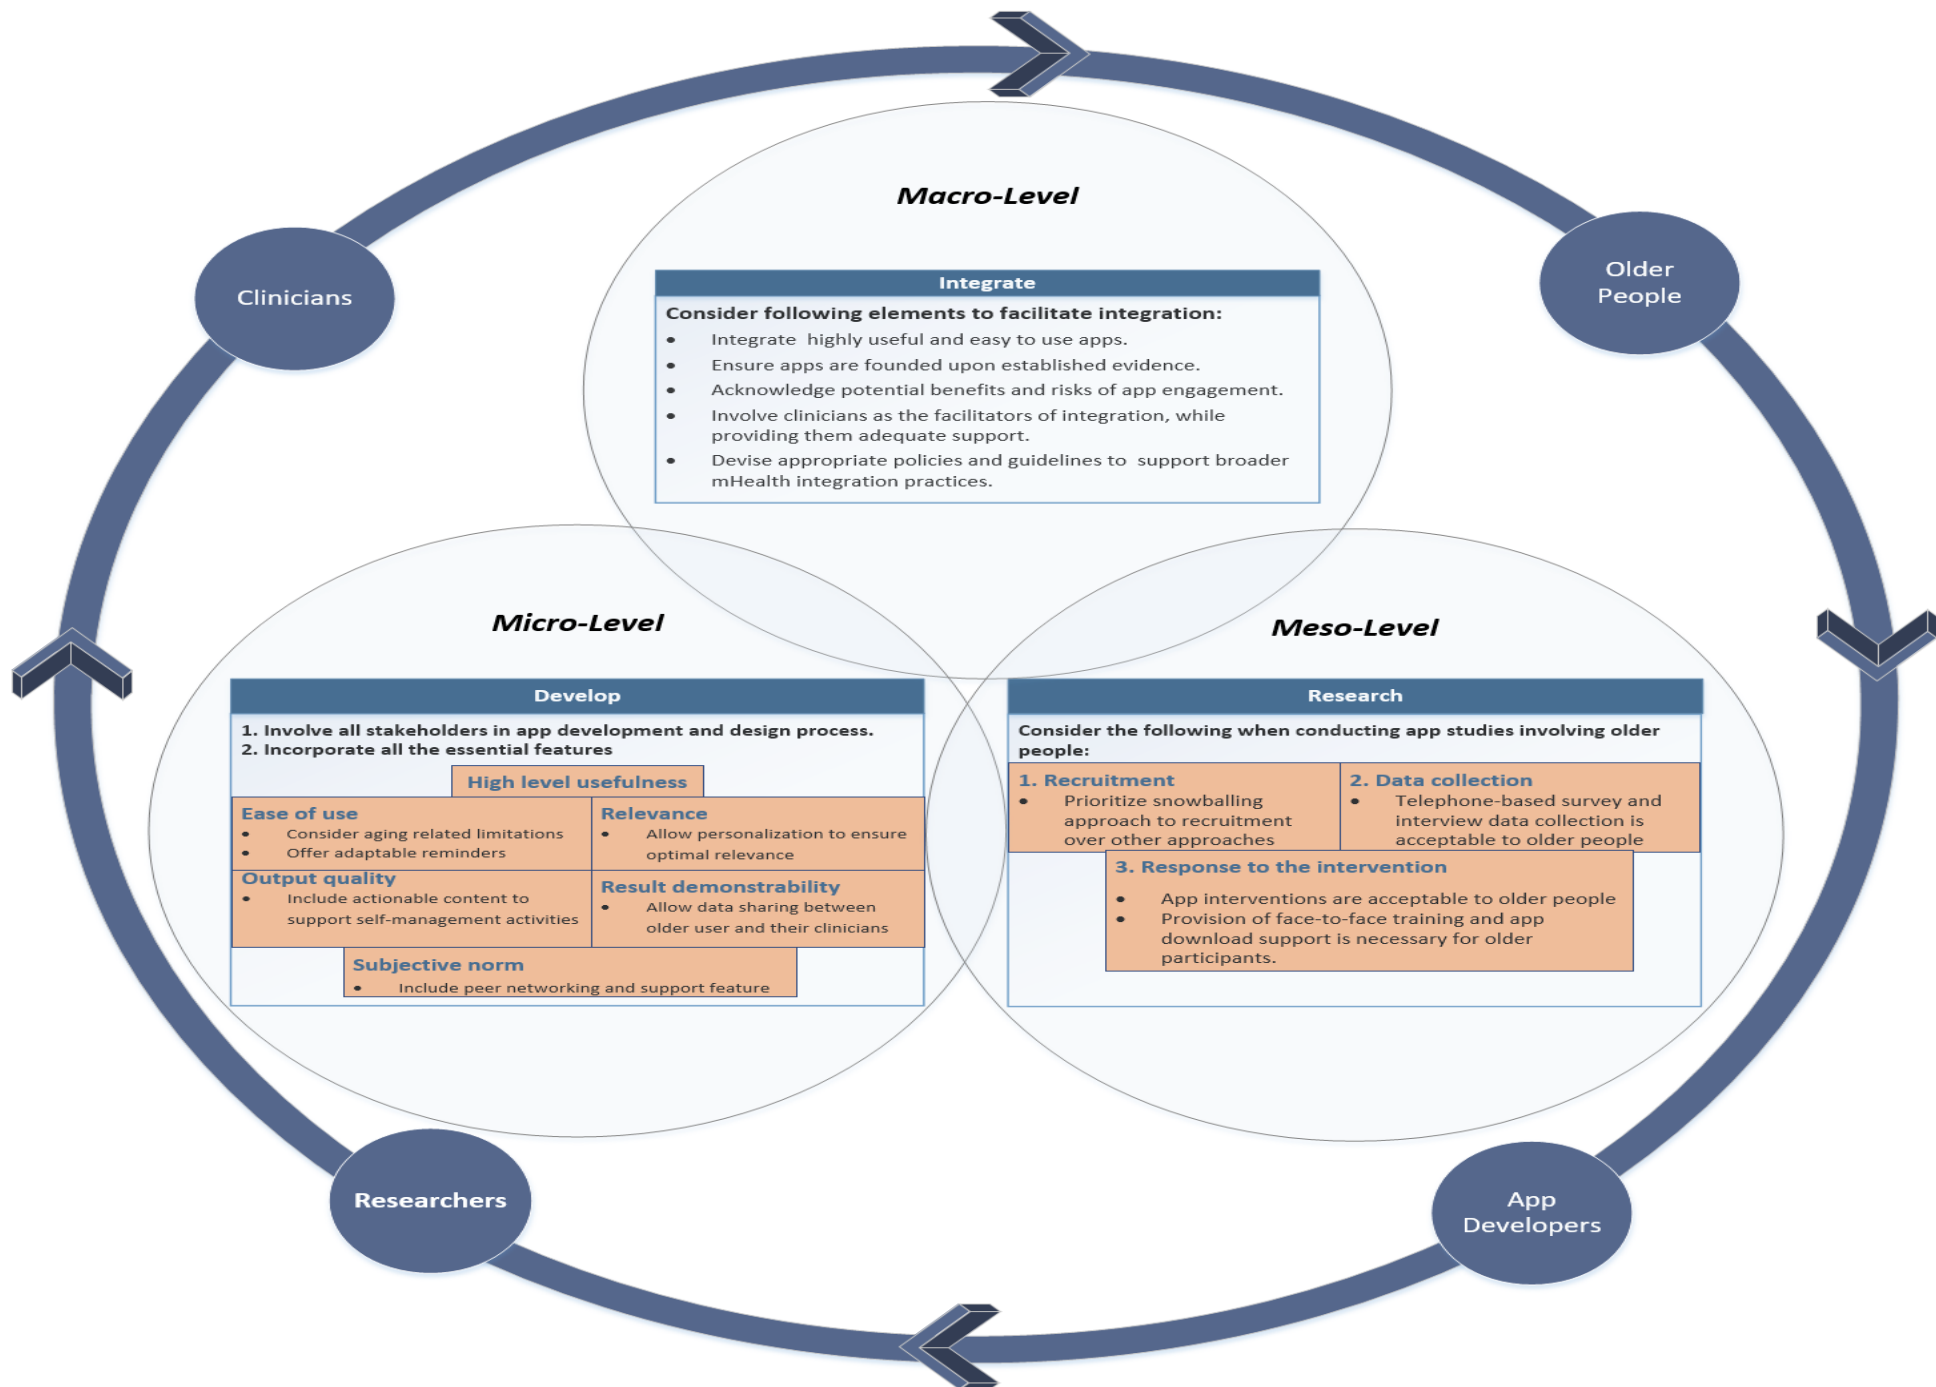 Macro-Level
Clinicians
Older
People
Integrate
Consider following elements to facilitate integration:
• Integrate highly useful and easy to use apps.
• Ensure apps are founded upon established evidence.
• Acknowledge potential benefits and risks of app engagement.
• Involve clinicians as the facilitators of integration, while
providing them adequate support.
• Devise appropriate policies and guidelines to support broader
mHealth integration practices.
Micro-Level
Develop
1. Involve all stakeholders in app development and design process.
2. Incorporate all the essential features
High level usefulness
Ease of use
• Consider aging related limitations
• Offer adaptable reminders
Relevance
• Allow personalization to ensure
optimal relevance
Output quality
• Include actionable content to
support self-management activities
Result demonstrability
• Allow data sharing between
older user and their clinicians
Subjective norm
• Include peer networking and support feature
Meso-Level
Research
Consider the following when conducting app studies involving older
people:
1. Recruitment
• Prioritize snowballing
approach to recruitment
over other approaches
2. Data collection
• Telephone-based survey and
interview data collection is
acceptable to older people
3. Response to the intervention
• App interventions are acceptable to older people
• Provision of face-to-face training and app
download support is necessary for older
participants.
Researchers
App
Developers